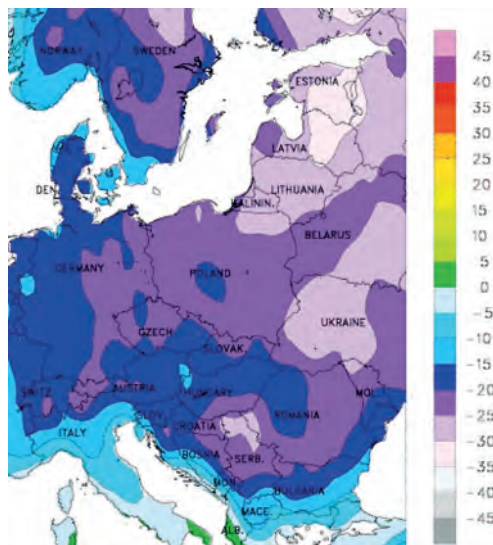 NORWAY
SWEDEN
ESTONIA
LATVIA
LITHUANIA
DEN.
KALININ.
BELARUS
GERMANY
POLAND
UKRAINE
CZECH
SLOVAK.
SWITZ
AUSTRIA
HUNGARY
MOL.
SLOV.
ROMANIA
ITALY
CROATIA
BOSNIA
SERB.
MON.
BULGARIA
MACE.
ALB.
45
40
35
30
25
20
15
10
5
0
-5
-10
-15
-20
-25
-30
-35
-40
-45